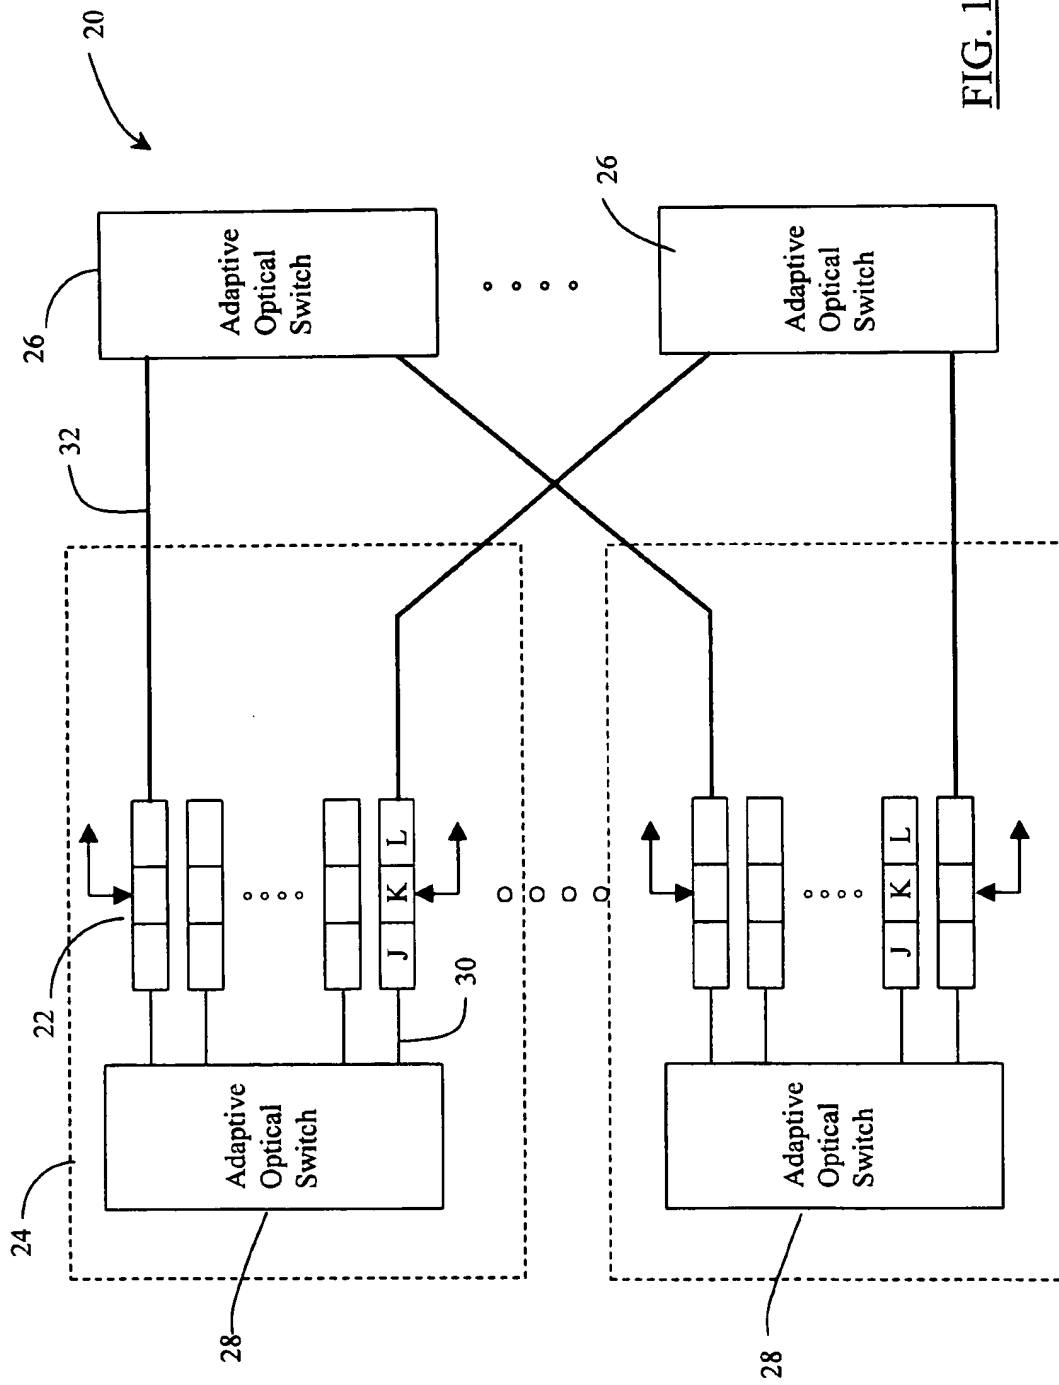 20
26
Adaptive
Optical
Switch
26
Adaptive
Optical
Switch
32
22
J K L
30
J K L
24
Adaptive
Optical
Switch
28
Adaptive
Optical
Switch
28
FIG. 1